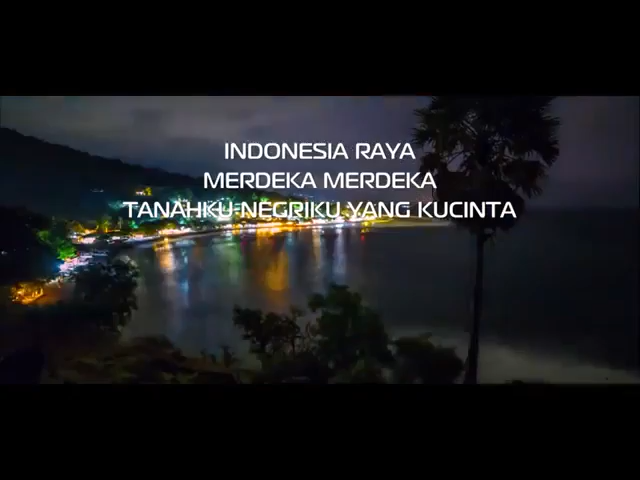 INDONESIA RAYA
MERDEKA MERDEKA
TANAHKU NEGRIKU YANG KUCINTA